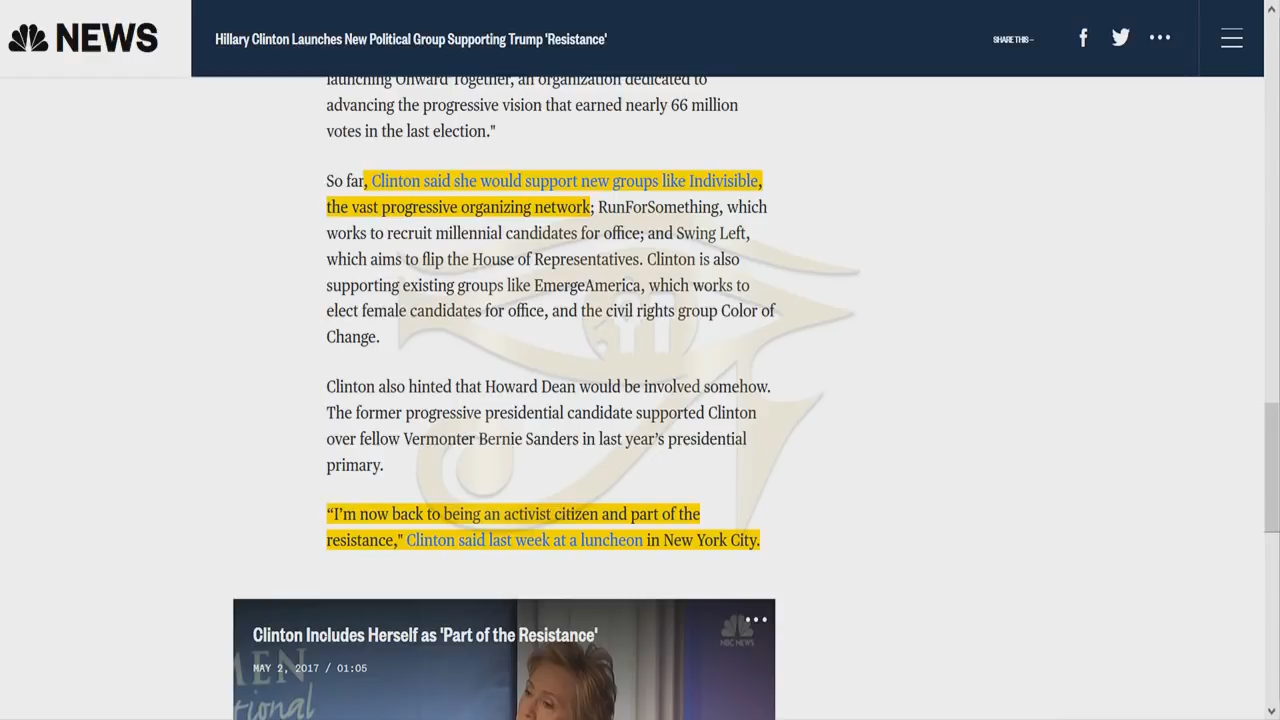 NEWS
Hillary Clinton Launches New Political Group Supporting Trump 'Resistance'
SHARE THIS —
launching Onward Together, an organization dedicated to
advancing the progressive vision that earned nearly 66 million
votes in the last election."
So far, Clinton said she would support new groups like Indivisible,
the vast progressive organizing network; RunForSomething, which
works to recruit millennial candidates for office; and Swing Left,
which aims to flip the House of Representatives. Clinton is also
supporting existing groups like EmergeAmerica, which works to
elect female candidates for office, and the civil rights group Color of
Change.
Clinton also hinted that Howard Dean would be involved somehow.
The former progressive presidential candidate supported Clinton
over fellow Vermonter Bernie Sanders in last year’s presidential
primary.
“I’m now back to being an activist citizen and part of the
resistance," Clinton said last week at a luncheon in New York City.
Clinton Includes Herself as 'Part of the Resistance'
NBC NEWS
MAY 2, 2017 / 01:05
MEN
tional